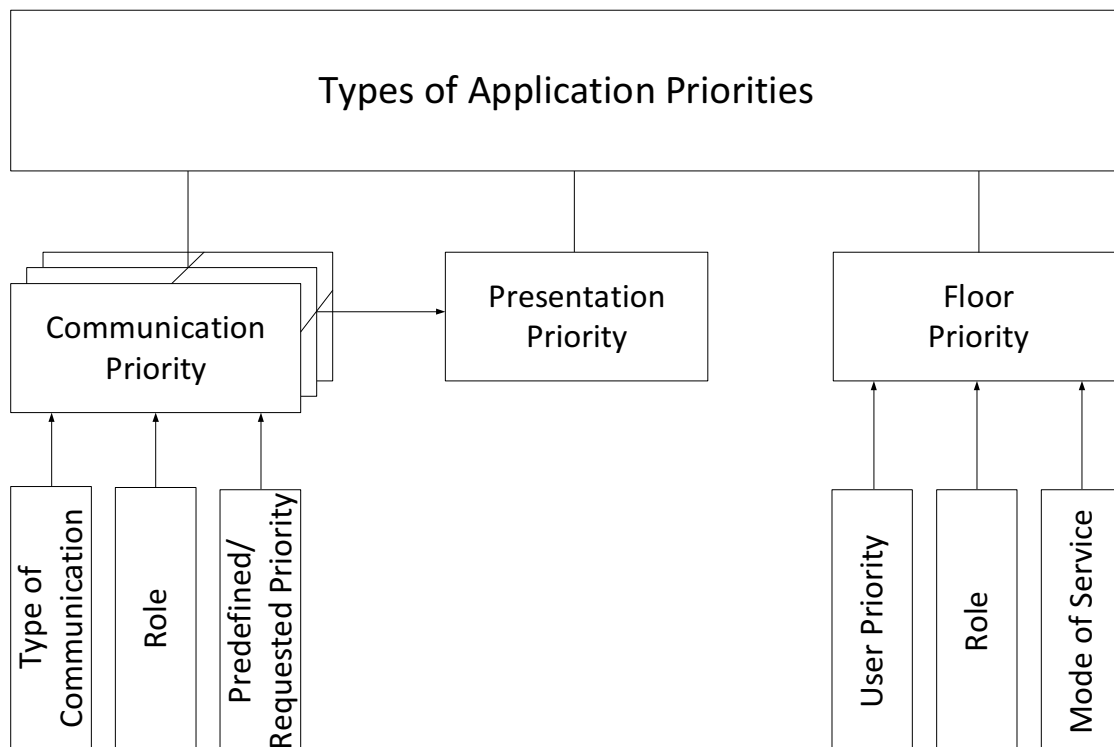 Types of Application Priorities
Communication
Priority
Presentation
Priority
Floor
Priority
Type of
Communication
Role
Predefined/
Requested Priority
User Priority
Role
Mode of Service